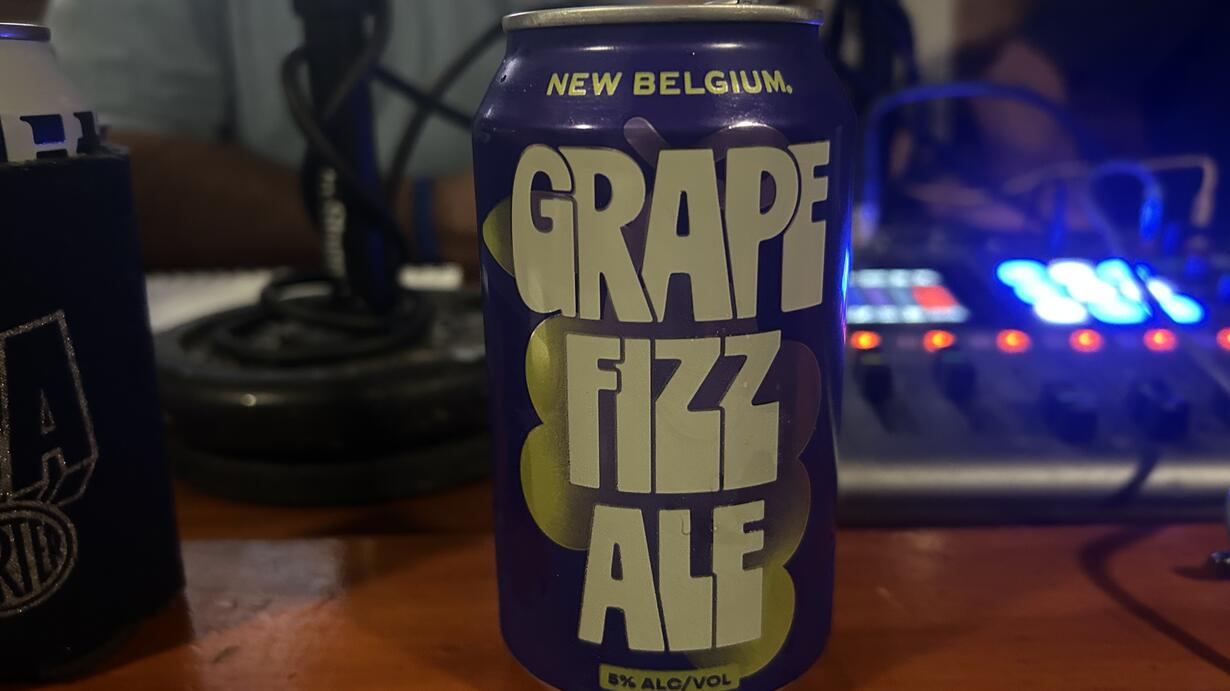 NEW BELGIUM.
GRAPE
FIZZ
ALE
5% ALC/VOL
A